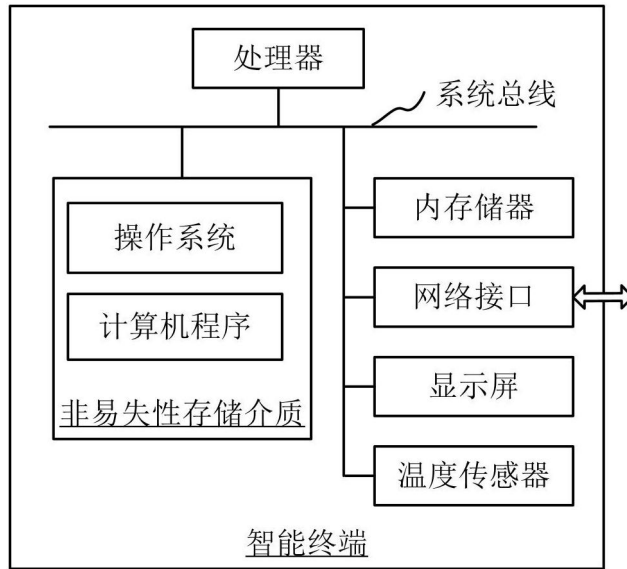 处理器
系统总线
操作系统
计算机程序
非易失性存储介质
内存储器
网络接口
显示屏
温度传感器
智能终端